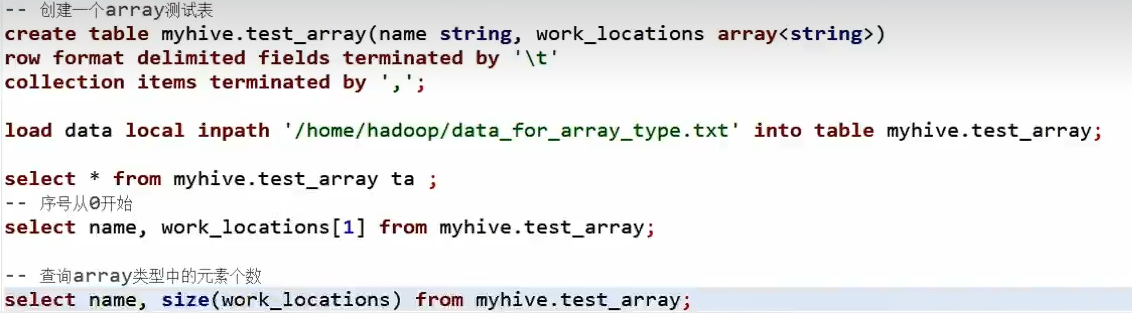 -- 创建一个array测试表
create table myhive.test_array(name string, work_locations array<string>)
row format delimited fields terminated by '\t'
collection items terminated by ',';
load data local inpath '/home/hadoop/data_for_array_type.txt' into table myhive.test_array;
select * from myhive.test_array ta ;
-- 序号从0开始
select name, work_locations[1] from myhive.test_array;
-- 查询array类型中的元素个数
select name, size(work_locations) from myhive.test_array;